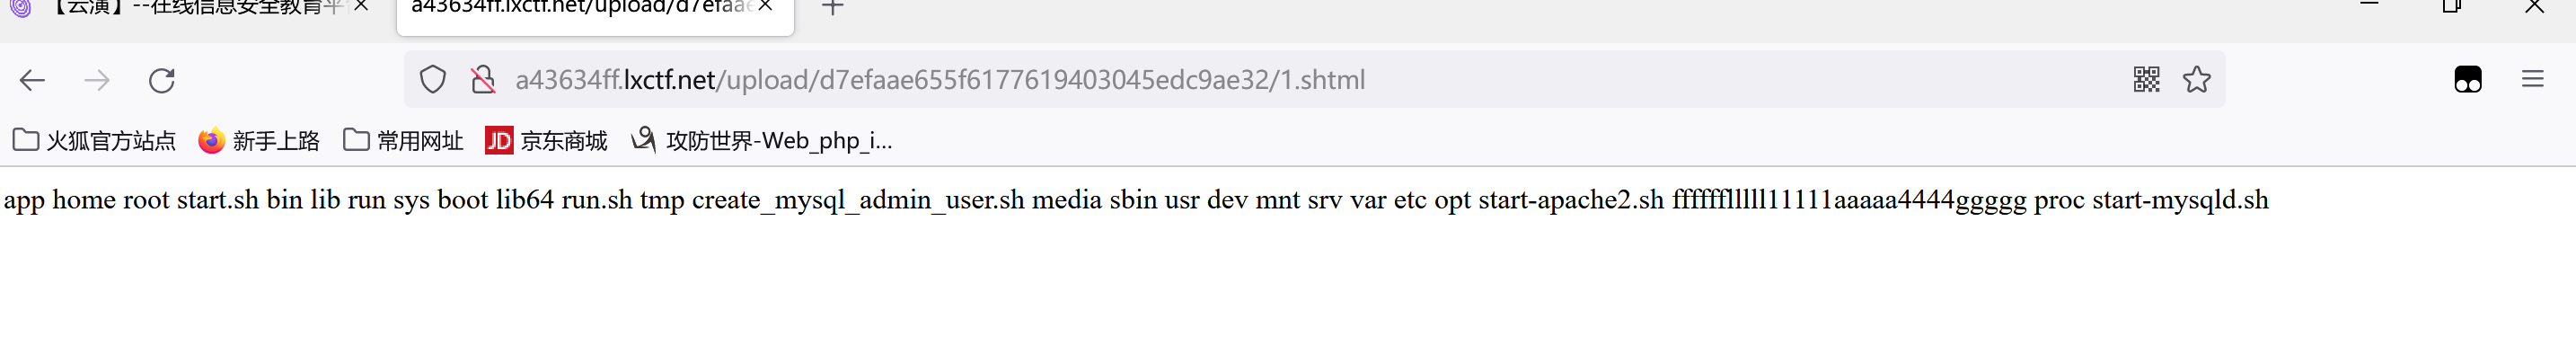 【云演】--在线信息安全教育平
a43634ff.lxctf.net/upload/d7efaae
a43634ff.lxctf.net/upload/d7efaae655f6177619403045edc9ae32/1.shtml
火狐官方站点 新手上路 常用网址 JD 京东商城 攻防世界-Web_php_i...
app home root start.sh bin lib run sys boot lib64 run.sh tmp create_mysql_admin_user.sh media sbin usr dev mnt srv var etc opt start-apache2.sh ffffffllllll11111aaaaa4444ggggg proc start-mysqld.sh